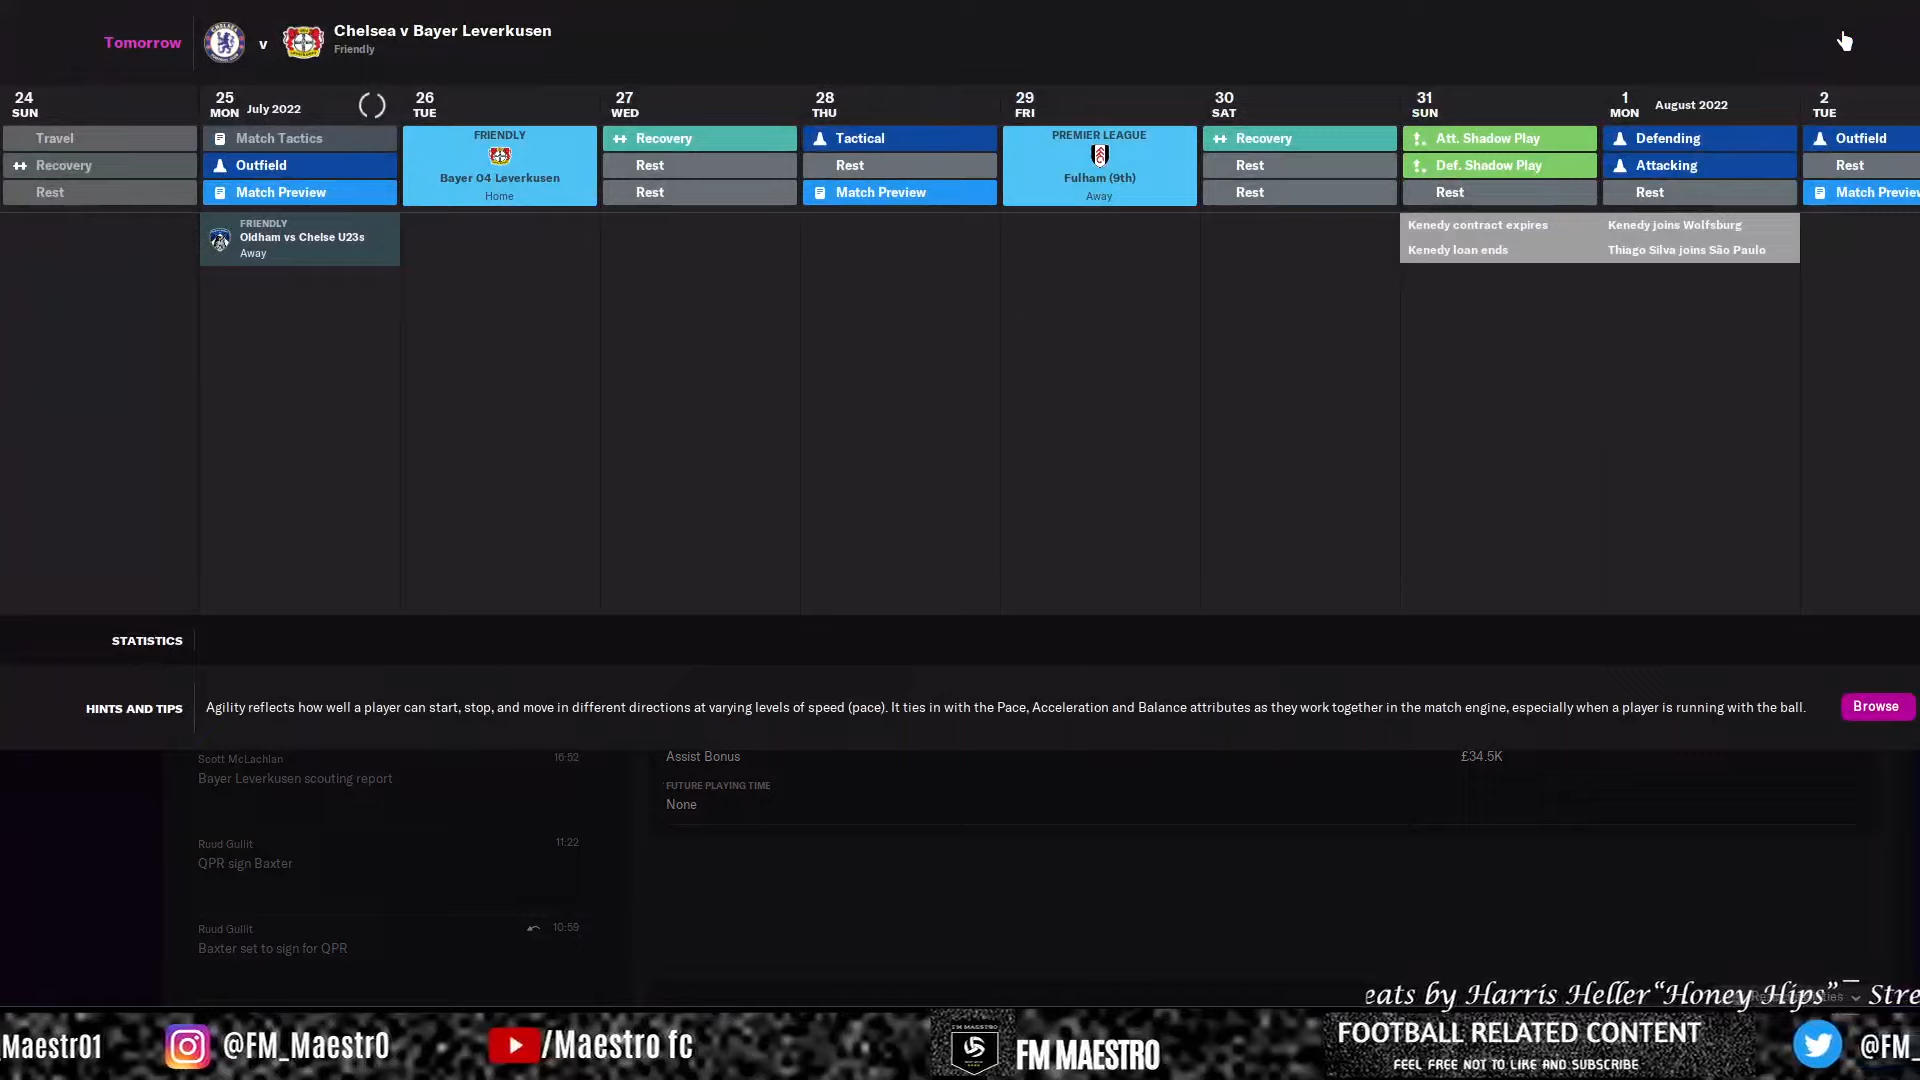 Tomorrow
v
Chelsea v Bayer Leverkusen
Friendly
24
SUN
25
MON
July 2022
26
TUE
27
WED
28
THU
29
FRI
30
SAT
31
SUN
1
MON
August 2022
2
TUE
Travel
Recovery
Rest
Match Tactics
Outfield
Match Preview
FRIENDLY
Bayer 04 Leverkusen
Home
Recovery
Rest
Rest
Tactical
Rest
Match Preview
PREMIER LEAGUE
Fulham (9th)
Away
Recovery
Rest
Rest
Att. Shadow Play
Def. Shadow Play
Rest
Defending
Attacking
Rest
Outfield
Rest
Match Preview
FRIENDLY
Oldham vs Chelse U23s
Away
Kenedy contract expires
Kenedy loan ends
Kenedy joins Wolfsburg
Thiago Silva joins São Paulo
STATISTICS
HINTS AND TIPS
Agility reflects how well a player can start, stop, and move in different directions at varying levels of speed (pace). It ties in with the Pace, Acceleration and Balance attributes as they work together in the match engine, especially when a player is running with the ball.
Browse
Scott McLachlan
16:52
Bayer Leverkusen scouting report
Assist Bonus
£34.5K
FUTURE PLAYING TIME
None
Ruud Gullit
11:22
QPR sign Baxter
Ruud Gullit
10:59
Baxter set to sign for QPR
eats by Harris Heller "Honey Hips" – Stre
Maestr01
@FM_Maestr0
/Maestro fc
FM MAESTRO
FOOTBALL RELATED CONTENT
FEEL FREE NOT TO LIKE AND SUBSCRIBE
@FM_